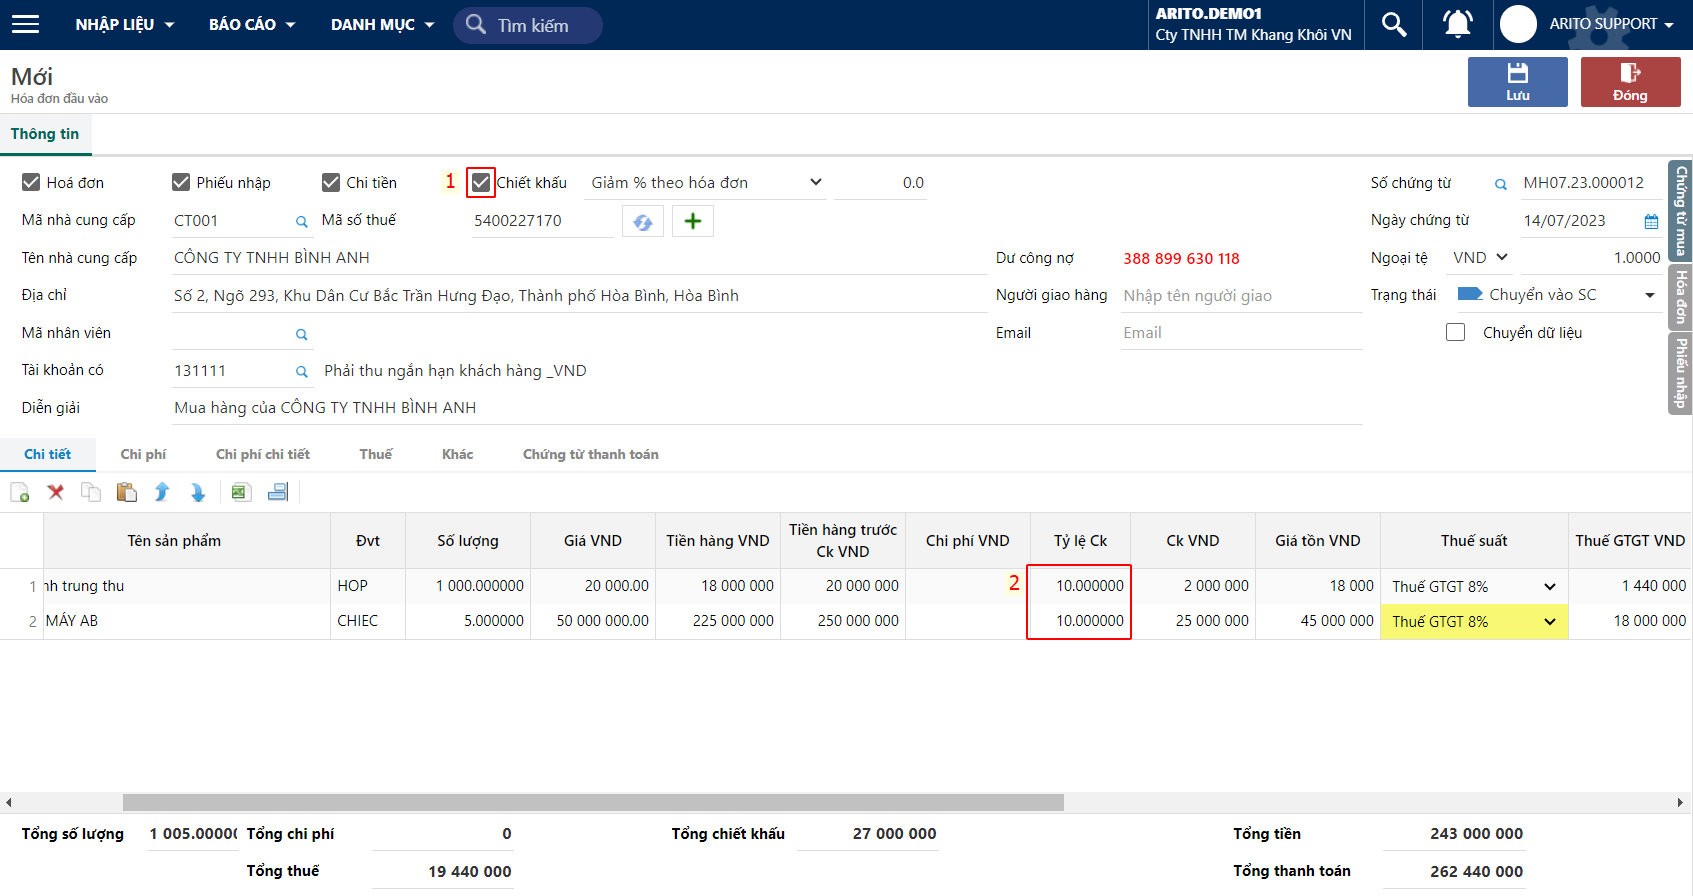 NHẬP LIỆU BÁO CÁO DANH MỤC Tìm kiếm ARITO.DEMO1 ARITO SUPPORT
Cty TNHH TM Khang Khôi VN
Mới
Hóa đơn đầu vào
Lưu Đóng
Thông tin
Hoá đơn Phiếu nhập Chi tiền 1 Chiết khấu Giảm % theo hóa đơn 0.0 Số chứng từ MH07.23.000012
Mã nhà cung cấp CT001 Mã số thuế 5400227170 Ngày chứng từ 14/07/2023
Tên nhà cung cấp CÔNG TY TNHH BÌNH ANH Dư công nợ 388 899 630 118 Ngoại tệ VND 1.0000
Địa chỉ Số 2, Ngõ 293, Khu Dân Cư Bắc Trần Hưng Đạo, Thành phố Hòa Bình, Hòa Bình Người giao hàng Nhập tên người giao Trạng thái Chuyển vào SC
Mã nhân viên Email Email Chuyển dữ liệu
Tài khoản có 131111 Phải thu ngắn hạn khách hàng _VND
Diễn giải Mua hàng của CÔNG TY TNHH BÌNH ANH
Chứng từ mua
Hóa đơn
Phiếu nhập
Chi tiết Chi phí Chi phí chi tiết Thuế Khác Chứng từ thanh toán
Tên sản phẩm Đvt Số lượng Giá VND Tiền hàng VND Tiền hàng trước Ck VND Chi phí VND Tỷ lệ Ck Ck VND Giá tồn VND Thuế suất Thuế GTGT VND
1 nh trung thu HOP 1 000.000000 20 000.00 18 000 000 20 000 000 2 10.000000 2 000 000 18 000 Thuế GTGT 8% 1 440 000
2 MÁY AB CHIEC 5.000000 50 000 000.00 225 000 000 250 000 000 10.000000 25 000 000 45 000 000 Thuế GTGT 8% 18 000 000
Tổng số lượng 1 005.00000 Tổng chi phí 0 Tổng chiết khấu 27 000 000 Tổng tiền 243 000 000
Tổng thuế 19 440 000 Tổng thanh toán 262 440 000